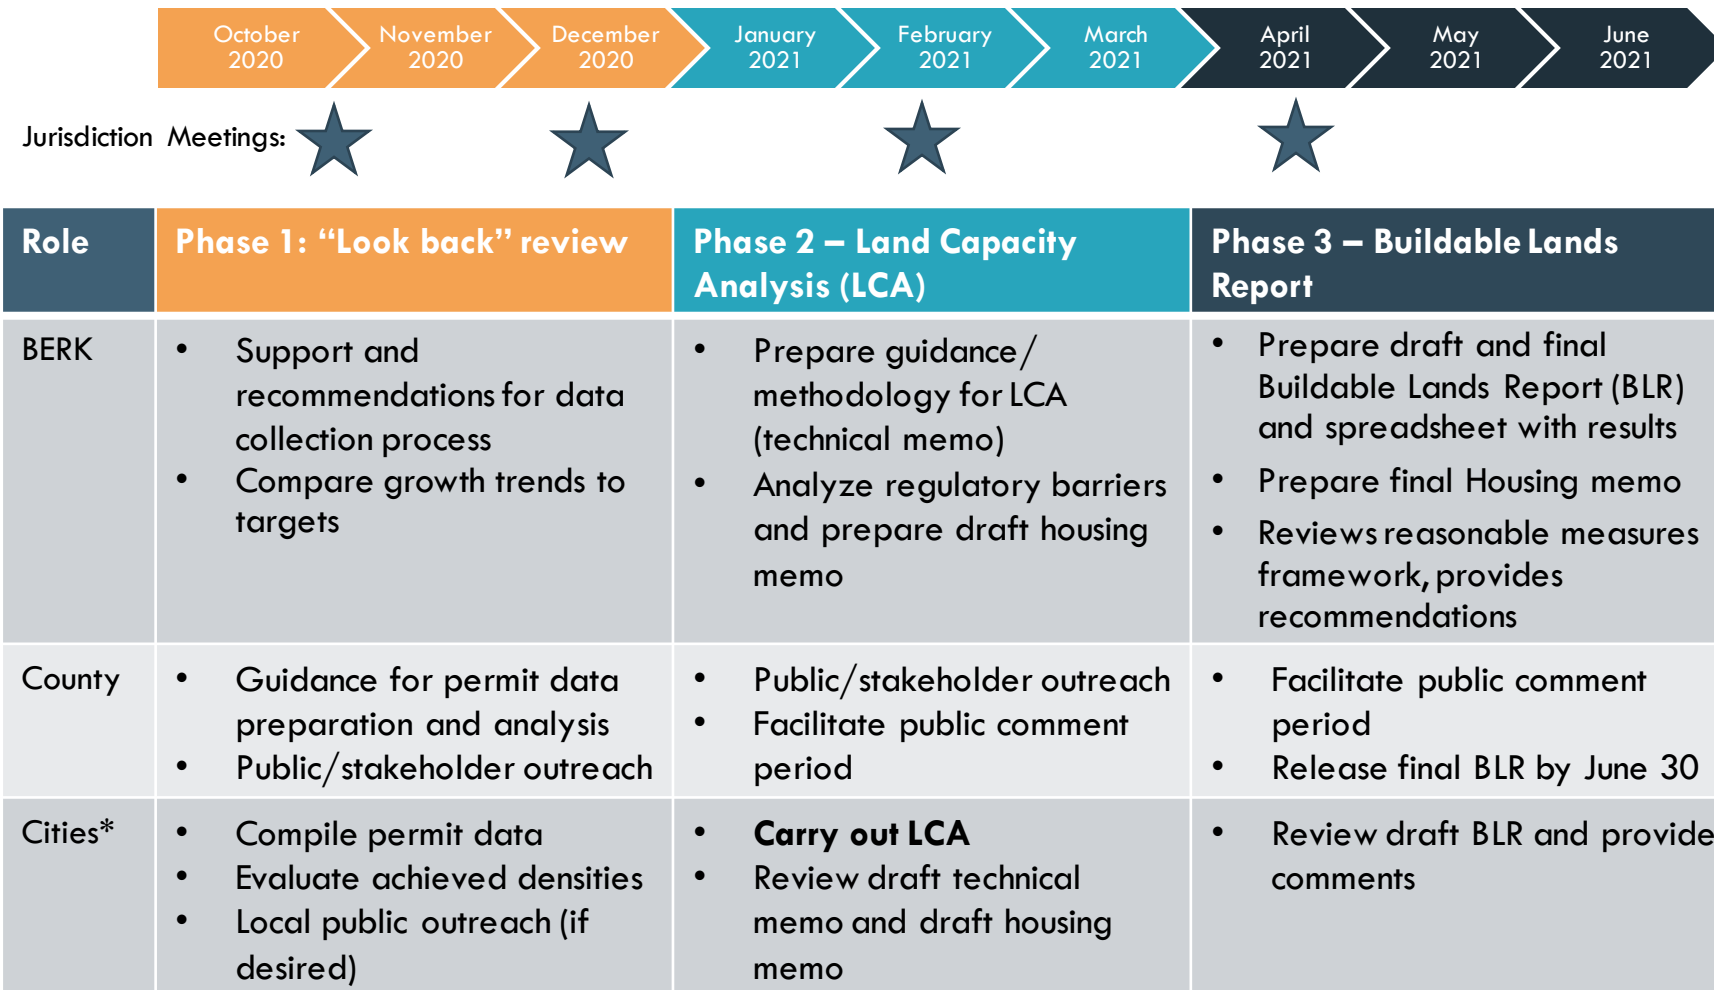 October
2020
November
2020
December
2020
January
2021
February
2021
March
2021
April
2021
May
2021
June
2021
Jurisdiction Meetings:
Role
Phase 1: “Look back” review
Phase 2 – Land Capacity
Analysis (LCA)
Phase 3 – Buildable Lands
Report
BERK
• Support and
recommendations for data
collection process
• Compare growth trends to
targets
• Prepare guidance/
methodology for LCA
(technical memo)
• Analyze regulatory barriers
and prepare draft housing
memo
• Prepare draft and final
Buildable Lands Report (BLR)
and spreadsheet with results
• Prepare final Housing memo
• Reviews reasonable measures
framework, provides
recommendations
County
• Guidance for permit data
preparation and analysis
• Public/stakeholder outreach
• Public/stakeholder outreach
• Facilitate public comment
period
• Facilitate public comment
period
• Release final BLR by June 30
Cities*
• Compile permit data
• Evaluate achieved densities
• Local public outreach (if
desired)
• Carry out LCA
• Review draft technical
memo and draft housing
memo
• Review draft BLR and provide
comments